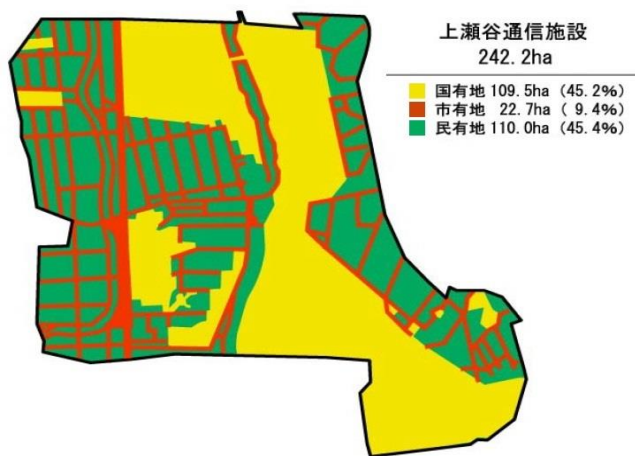 上瀬谷通信施設
242.2ha
国有地 109.5ha (45.2%)
市有地 22.7ha ( 9.4%)
民有地 110.0ha (45.4%)